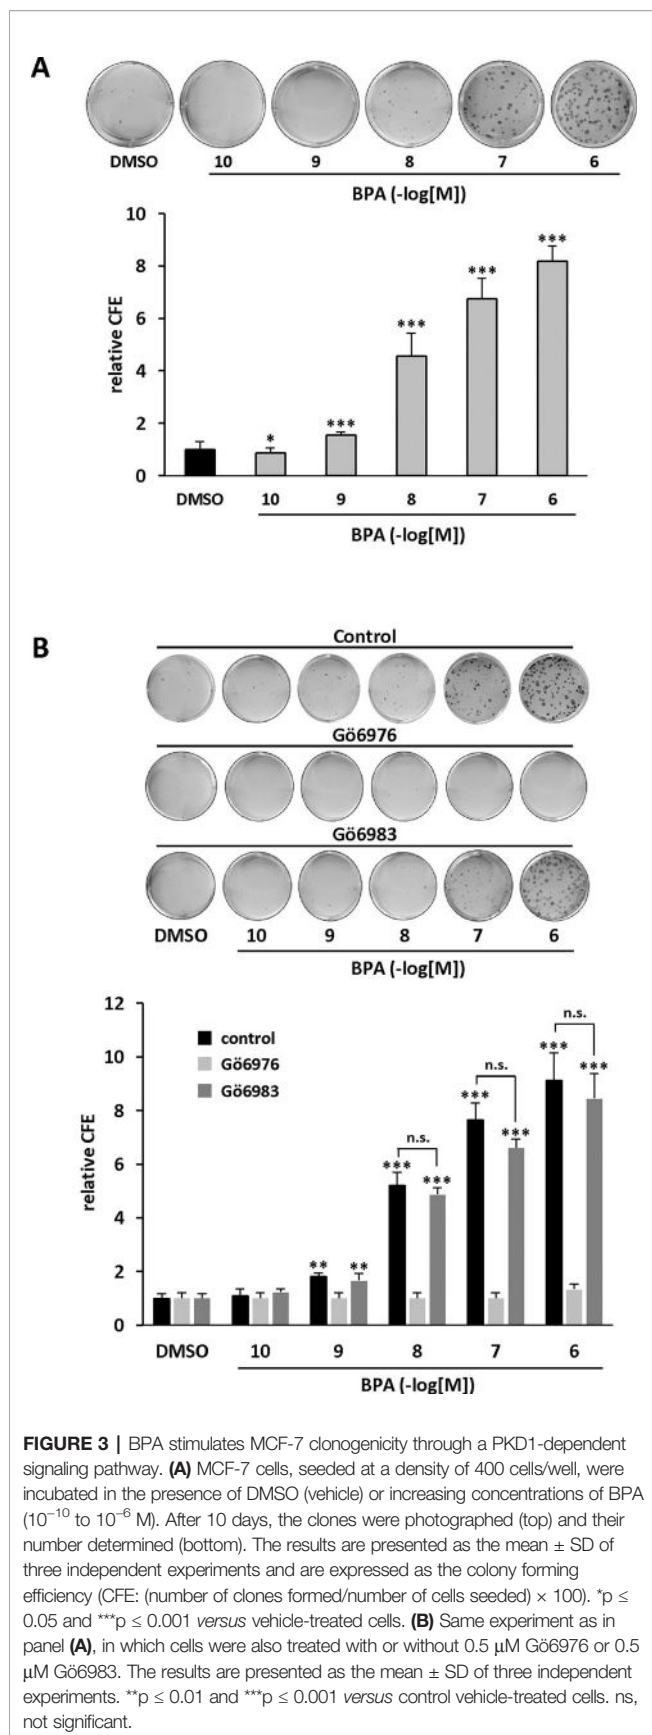 A
DMSO 10 9 8 7 6
BPA (-log[M])
10
8
6
4
2
0
relative CFE
* *** *** *** ***
DMSO 10 9 8 7 6
BPA (-log[M])
B
Control
Gö6976
Gö6983
DMSO 10 9 8 7 6
BPA (-log[M])
12
10
8
6
4
2
0
relative CFE
control
Gö6976
Gö6983
** **
*** n.s. ***
*** n.s. ***
*** n.s. ***
DMSO 10 9 8 7 6
BPA (-log[M])
FIGURE 3 | BPA stimulates MCF-7 clonogenicity through a PKD1-dependent
signaling pathway. (A) MCF-7 cells, seeded at a density of 400 cells/well, were
incubated in the presence of DMSO (vehicle) or increasing concentrations of BPA
(10⁻¹⁰ to 10⁻⁶ M). After 10 days, the clones were photographed (top) and their
number determined (bottom). The results are presented as the mean ± SD of
three independent experiments and are expressed as the colony forming
efficiency (CFE: (number of clones formed/number of cells seeded) × 100). *p ≤
0.05 and ***p ≤ 0.001 versus vehicle-treated cells. (B) Same experiment as in
panel (A), in which cells were also treated with or without 0.5 μM Gö6976 or 0.5
μM Gö6983. The results are presented as the mean ± SD of three independent
experiments. **p ≤ 0.01 and ***p ≤ 0.001 versus control vehicle-treated cells. ns,
not significant.